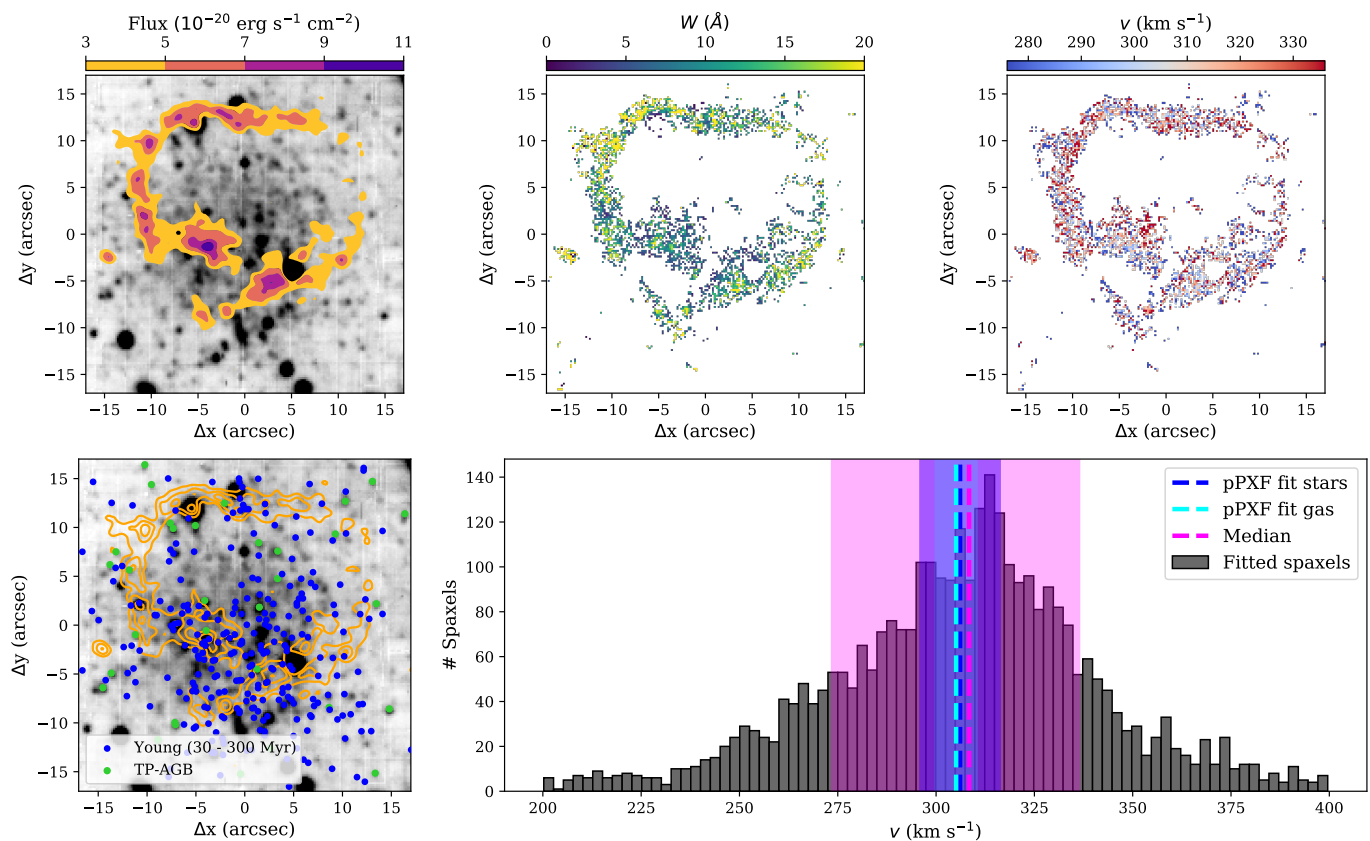 Flux (10⁻²⁰ erg s⁻¹ cm⁻²)
3 5 7 9 11
15
10
5
0
−5
−10
−15
Δy (arcsec)
−15 −10 −5 0 5 10 15
Δx (arcsec)
W (Å)
0 5 10 15 20
15
10
5
0
−5
−10
−15
Δy (arcsec)
−15 −10 −5 0 5 10 15
Δx (arcsec)
v (km s⁻¹)
280 290 300 310 320 330
15
10
5
0
−5
−10
−15
Δy (arcsec)
−15 −10 −5 0 5 10 15
Δx (arcsec)
15
10
5
0
−5
−10
−15
Δy (arcsec)
Young (30 - 300 Myr)
TP-AGB
−15 −10 −5 0 5 10 15
Δx (arcsec)
140
120
100
80
60
40
20
0
# Spaxels
pPXF fit stars
pPXF fit gas
Median
Fitted spaxels
200 225 250 275 300 325 350 375 400
v (km s⁻¹)